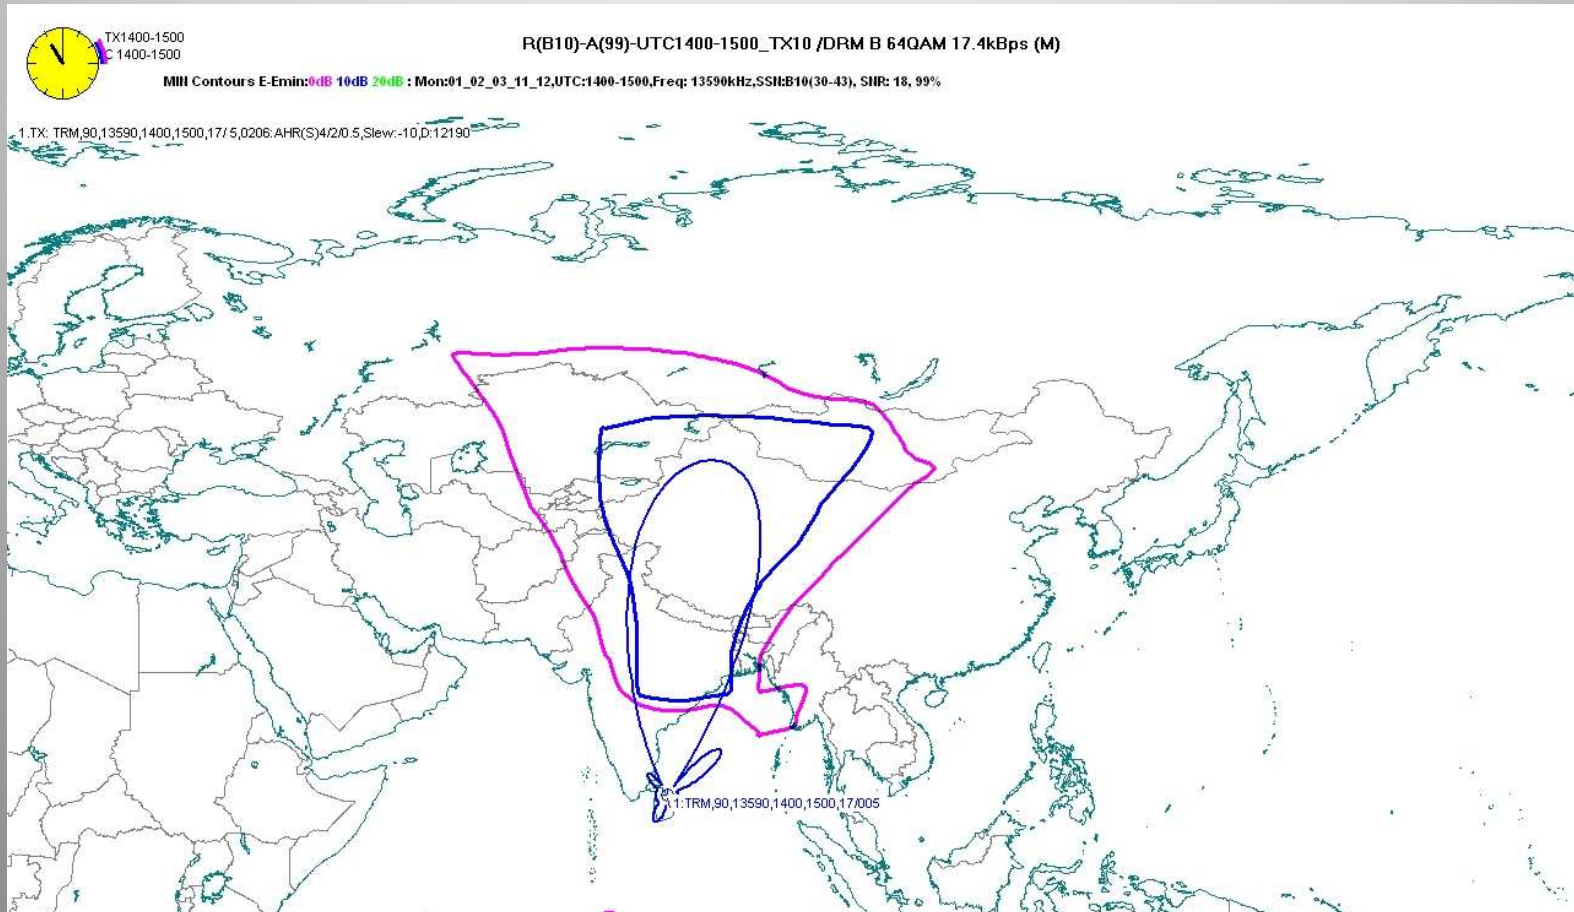 TX1400-1500
C 1400-1500
R(B10)-A(99)-UTC1400-1500_TX10 /DRM B 64QAM 17.4kBps (M)
MIN Contours E-Emin:0dB 10dB 20dB : Mon:01_02_03_11_12,UTC:1400-1500,Freq: 13590kHz,SSN:B10(30-43), SNR: 18, 99%
1.TX: TRM,90,13590,1400,1500,17/ 5,0206:AHR(S)4/2/0.5,Slew:-10,D:12190
1:TRM,90,13590,1400,1500,17/005